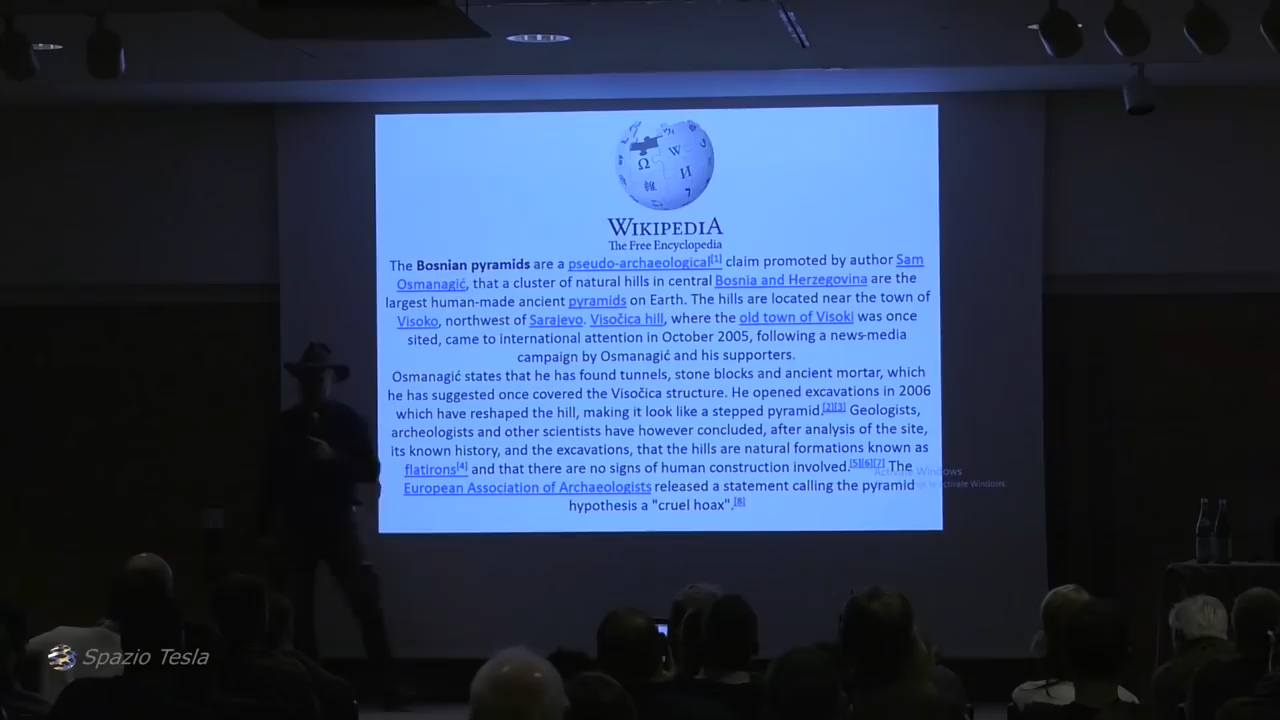 WIKIPEDIA
The Free Encyclopedia
The Bosnian pyramids are a pseudo-archaeological[1] claim promoted by author Sam
Osmanagić, that a cluster of natural hills in central Bosnia and Herzegovina are the
largest human-made ancient pyramids on Earth. The hills are located near the town of
Visoko, northwest of Sarajevo. Visočica hill, where the old town of Visoki was once
sited, came to international attention in October 2005, following a news-media
campaign by Osmanagić and his supporters.
Osmanagić states that he has found tunnels, stone blocks and ancient mortar, which
he has suggested once covered the Visočica structure. He opened excavations in 2006
which have reshaped the hill, making it look like a stepped pyramid.[2][3] Geologists,
archeologists and other scientists have however concluded, after analysis of the site,
its known history, and the excavations, that the hills are natural formations known as
flatirons[4] and that there are no signs of human construction involved.[5][6][7] The
European Association of Archaeologists released a statement calling the pyramid
hypothesis a "cruel hoax".[8]
Activate Windows
to activate Windows
Spazio Tesla